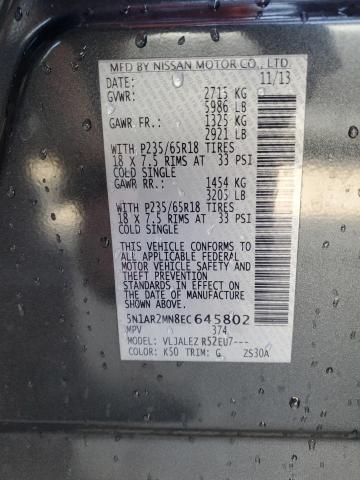 MFD BY NISSAN MOTOR CO., LTD.
DATE: 11/13
GVWR: 2715 KG
5986 LB
GAWR FR.: 1325 KG
2921 LB
WITH P235/65R18 TIRES
18 X 7.5 RIMS AT 33 PSI
COLD SINGLE
GAWR RR.: 1454 KG
3205 LB
WITH P235/65R18 TIRES
18 X 7.5 RIMS AT 33 PSI
COLD SINGLE
THIS VEHICLE CONFORMS TO
ALL APPLICABLE FEDERAL
MOTOR VEHICLE SAFETY
AND THEFT PREVENTION
STANDARDS IN EFFECT ON
THE DATE OF MANUFACTURE
SHOWN ABOVE.
5N1AR2MN8EC645802
MPV 374
MODEL: VLJALEZ R52EU7---
COLOR: K50 TRIM: G ZS30A